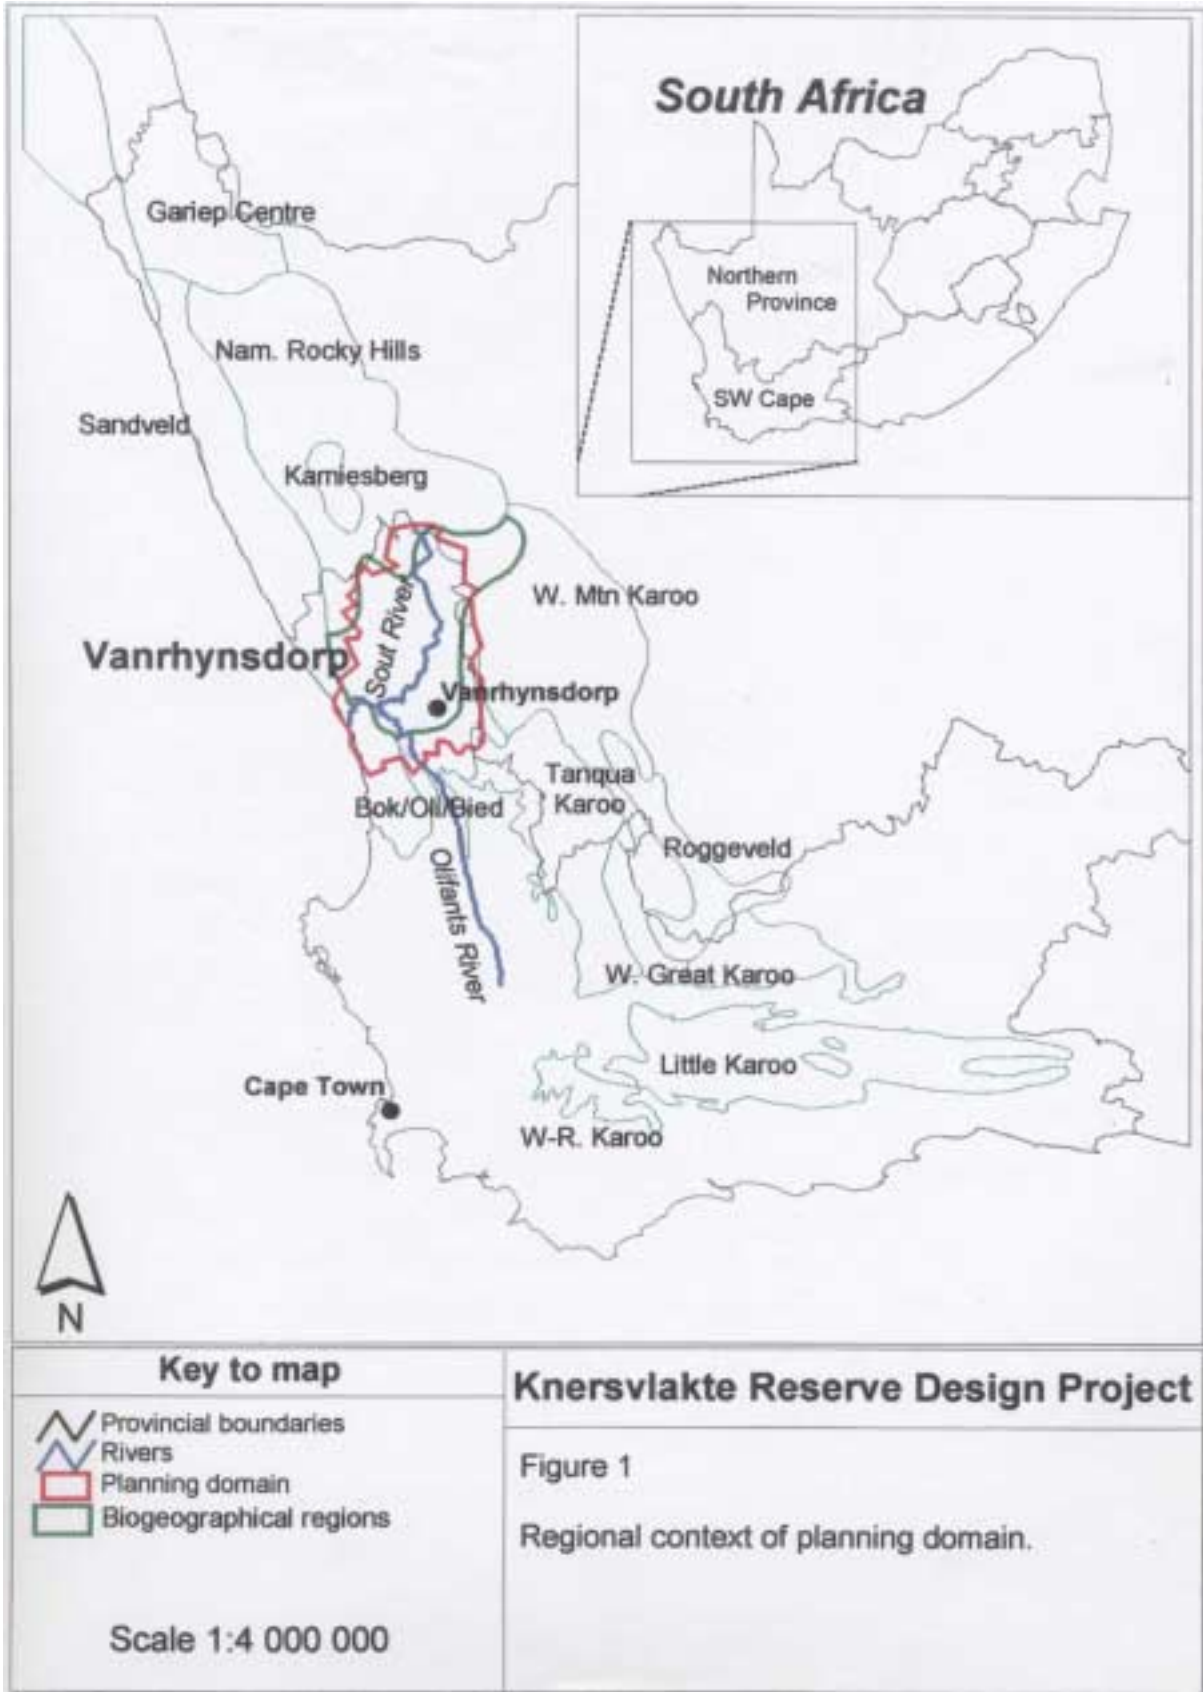 South Africa
Northern
Province
SW Cape
Gariep Centre
Nam. Rocky Hills
Sandveld
Kamiesberg
W. Mtn Karoo
Sout River
Vanrhynsdorp
Vanrhynsdorp
Tanqua
Karoo
Bok/Oli/Bied
Roggeveld
Olifants River
W. Great Karoo
Little Karoo
Cape Town
W-R. Karoo
N
Key to map
Provincial boundaries
Rivers
Planning domain
Biogeographical regions
Scale 1:4 000 000
Knersvlakte Reserve Design Project
Figure 1
Regional context of planning domain.